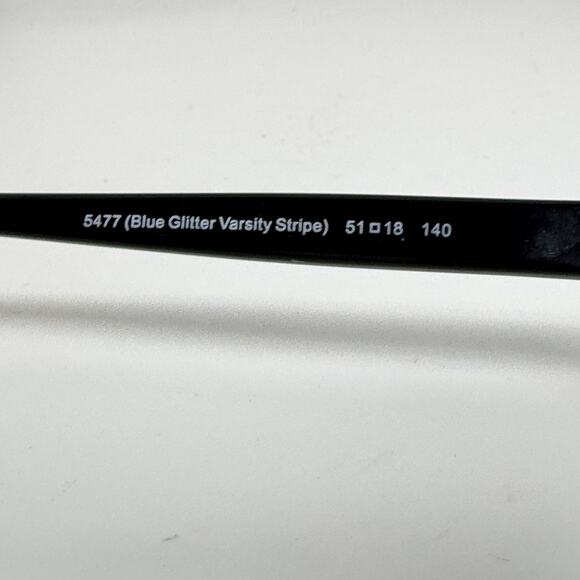 5477 (Blue Glitter Varsity Stripe) 51□18 140